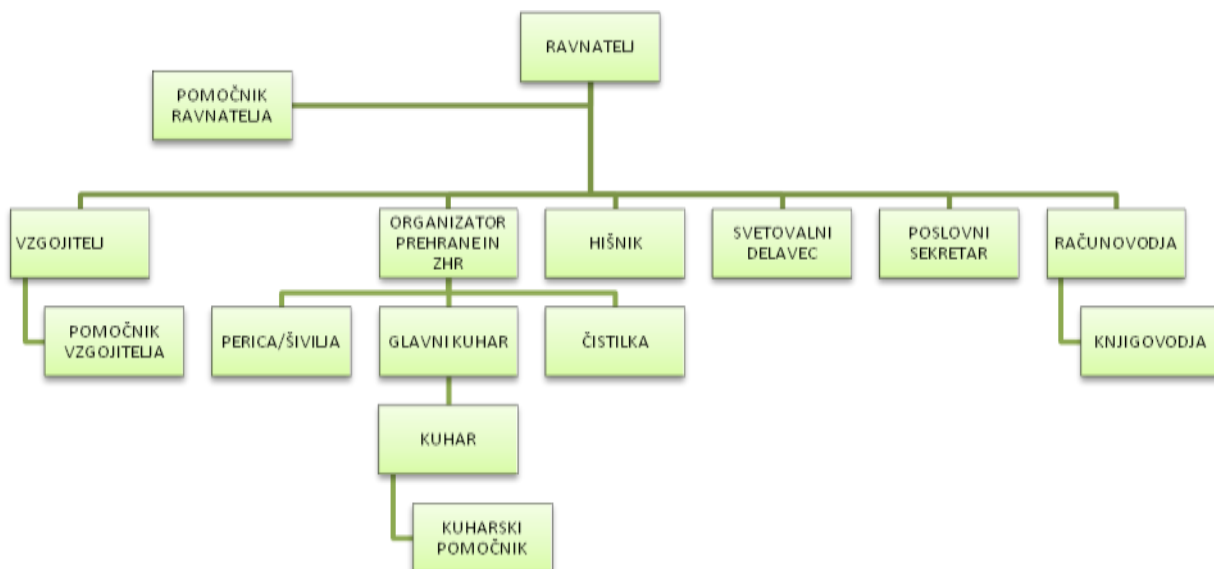 RAVNATELJ
POMOČNIK
RAVNATELJA
VZGOJITELJ
ORGANIZATOR
PREHRANE IN
ZHR
HIŠNIK
SVETOVALNI
DELAVEC
POSLOVNI
SEKRETAR
RAČUNOVODJA
POMOČNIK
VZGOJITELJA
PERICA/ŠIVILJA
GLAVNI KUHAR
ČISTILKA
KNJIGOVODJA
KUHAR
KUHARSKI
POMOČNIK